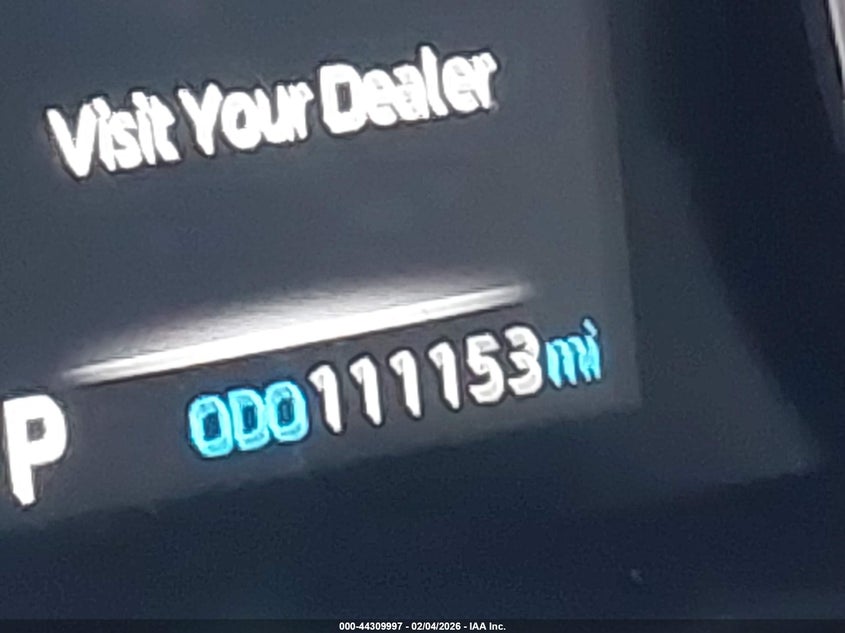 Visit Your Dealer
P ODO 111153 mi
000-44309997 - 02/04/2026 - IAA Inc.